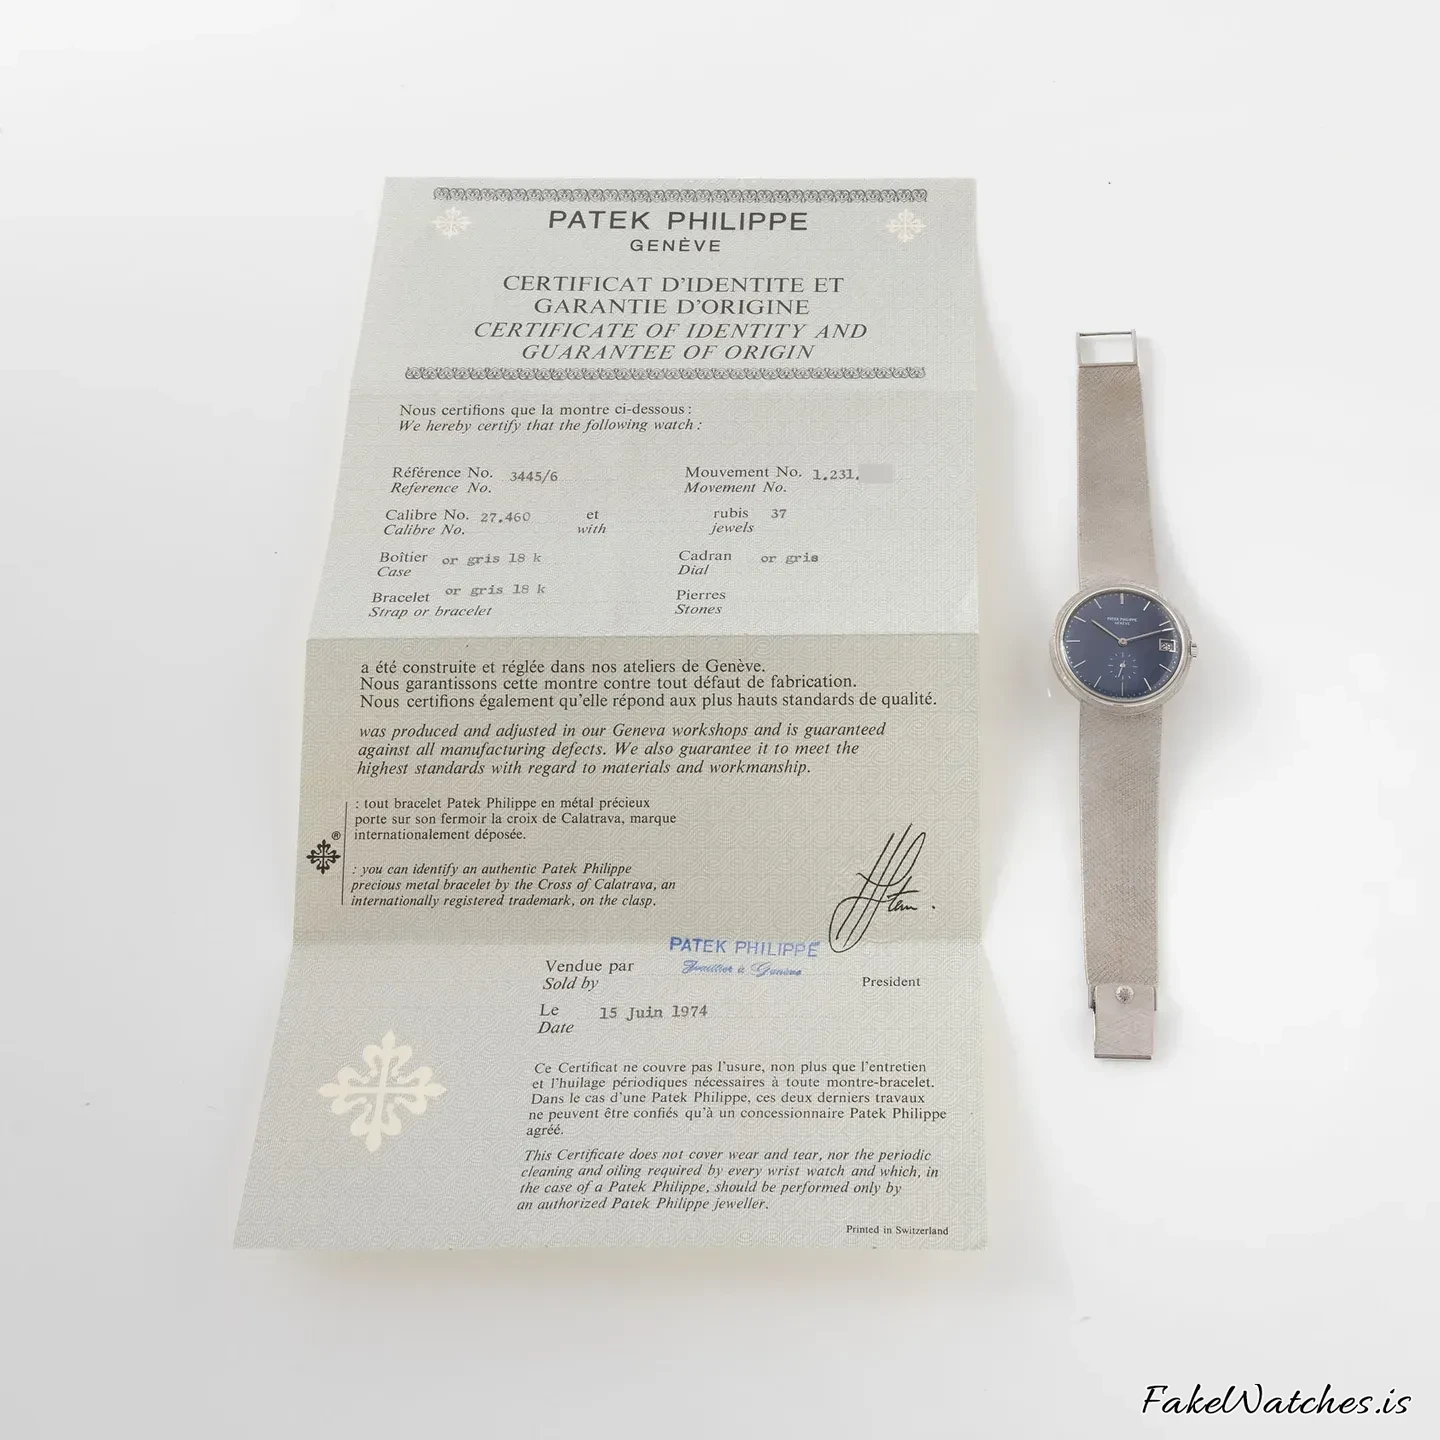 PATEK PHILIPPE
GENÈVE
CERTIFICAT D'IDENTITE ET
GARANTIE D'ORIGINE
CERTIFICATE OF IDENTITY AND
GUARANTEE OF ORIGIN
Nous certifions que la montre ci-dessous :
We hereby certify that the following watch :
Référence No. 3445/6 Mouvement No. 1.231.
Reference No. Movement No.
Calibre No. 27.460 et rubis 37
Calibre No. with jewels
Boîtier or gris 18 k Cadran or gris
Case Dial
Bracelet or gris 18 k Pierres
Strap or bracelet Stones
a été construite et réglée dans nos ateliers de Genève.
Nous garantissons cette montre contre tout défaut de fabrication.
Nous certifions également qu'elle répond aux plus hauts standards de qualité.
was produced and adjusted in our Geneva workshops and is guaranteed
against all manufacturing defects. We also guarantee it to meet the
highest standards with regard to materials and workmanship.
: tout bracelet Patek Philippe en métal précieux
porte sur son fermoir la croix de Calatrava, marque
® internationalement déposée.
: you can identify an authentic Patek Philippe
precious metal bracelet by the Cross of Calatrava, an
internationally registered trademark, on the clasp.
Stern.
PATEK PHILIPPE
Vendue par Joaillier à Genève
Sold by President
Le 15 Juin 1974
Date
Ce Certificat ne couvre pas l'usure, non plus que l'entretien
et l'huilage périodiques nécessaires à toute montre-bracelet.
Dans le cas d'une Patek Philippe, ces deux derniers travaux
ne peuvent être confiés qu'à un concessionnaire Patek Philippe
agréé.
This Certificate does not cover wear and tear, nor the periodic
cleaning and oiling required by every wrist watch and which, in
the case of a Patek Philippe, should be performed only by
an authorized Patek Philippe jeweller.
Printed in Switzerland
PATEK PHILIPPE
GENÈVE
FakeWatches.is